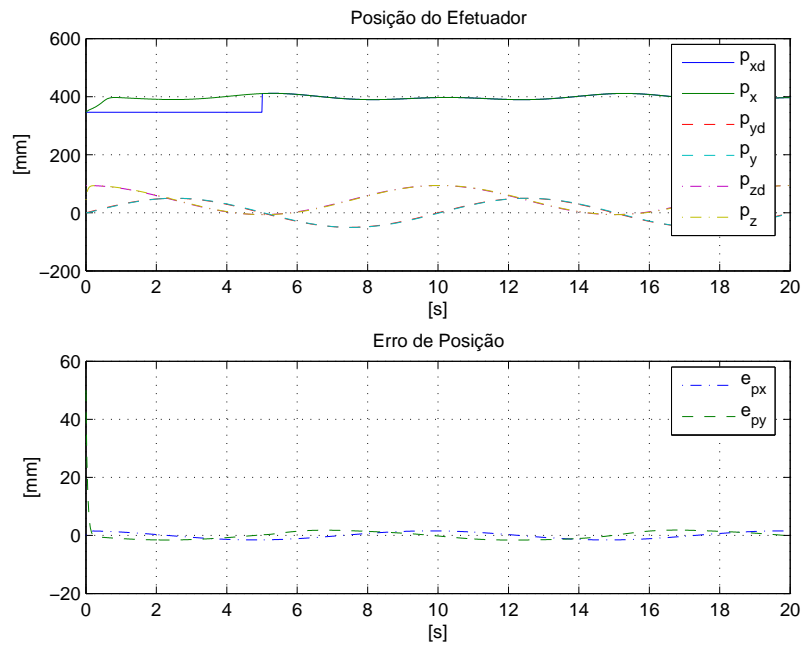 Posição do Efetuador
600
400
200
0
−200
[mm]
0 2 4 6 8 10 12 14 16 18 20
[s]
p_xd
p_x
p_yd
p_y
p_zd
p_z
Erro de Posição
60
40
20
0
−20
[mm]
0 2 4 6 8 10 12 14 16 18 20
[s]
e_px
e_py